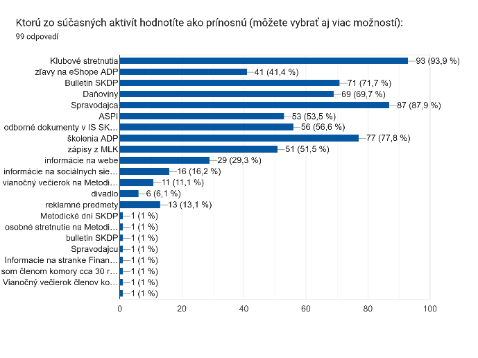 Ktorú zo súčasných aktivít hodnotíte ako prínosnú (môžete vybrať aj viac možností):
99 odpovedí
Klubové stretnutia 93 (93,9 %)
zľavy na eShope ADP 41 (41,4 %)
Bulletin SKDP 71 (71,7 %)
Daňoviny 69 (69,7 %)
Spravodajca 87 (87,9 %)
ASPI 53 (53,5 %)
odborné dokumenty v IS SK... 56 (56,6 %)
školenia ADP 77 (77,8 %)
zápisy z MLK 51 (51,5 %)
informácie na webe 29 (29,3 %)
informácie na sociálnych sie... 16 (16,2 %)
vianočný večierok na Metodi... 11 (11,1 %)
divadlo 6 (6,1 %)
reklamné predmety 13 (13,1 %)
Metodické dni SKDP 1 (1 %)
osobné stretnutie na Metodi... 1 (1 %)
bulletin SKDP 1 (1 %)
Spravodajcu 1 (1 %)
Informacie na stranke Finan... 1 (1 %)
som členom komory cca 30 r... 1 (1 %)
Vianočný večierok členov ko... 1 (1 %)
1 (1 %)
0 20 40 60 80 100